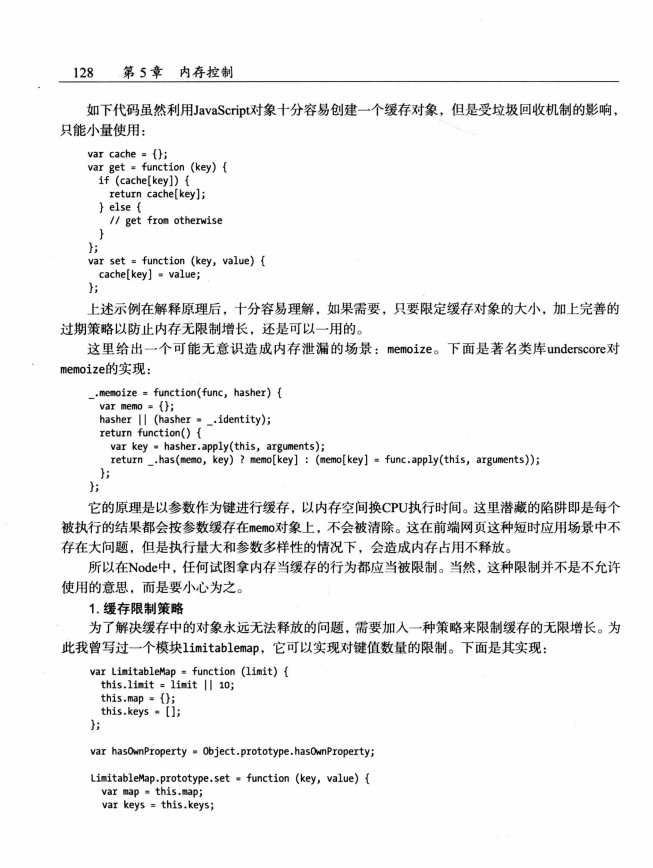 128 第5章 内存控制
如下代码虽然利用JavaScript对象十分容易创建一个缓存对象，但是受垃圾回收机制的影响，
只能小量使用：
var cache = {};
var get = function (key) {
if (cache[key]) {
return cache[key];
} else {
// get from otherwise
}
};
var set = function (key, value) {
cache[key] = value;
};
上述示例在解释原理后，十分容易理解，如果需要，只要限定缓存对象的大小，加上完善的
过期策略以防止内存无限制增长，还是可以一用的。
这里给出一个可能无意识造成内存泄漏的场景：memoize。下面是著名类库underscore对
memoize的实现：
_.memoize = function(func, hasher) {
var memo = {};
hasher || (hasher = _.identity);
return function() {
var key = hasher.apply(this, arguments);
return _.has(memo, key) ? memo[key] : (memo[key] = func.apply(this, arguments));
};
};
它的原理是以参数作为键进行缓存，以内存空间换CPU执行时间。这里潜藏的陷阱即是每个
被执行的结果都会按参数缓存在memo对象上，不会被清除。这在前端网页这种短时应用场景中不
存在大问题，但是执行量大和参数多样性的情况下，会造成内存占用不释放。
所以在Node中，任何试图拿内存当缓存的行为都应当被限制。当然，这种限制并不是不允许
使用的意思，而是要小心为之。
1. 缓存限制策略
为了解决缓存中的对象永远无法释放的问题，需要加入一种策略来限制缓存的无限增长。为
此我曾写过一个模块limitablemap，它可以实现对键值数量的限制。下面是其实现：
var LimitableMap = function (limit) {
this.limit = limit || 10;
this.map = {};
this.keys = [];
};
var hasOwnProperty = Object.prototype.hasOwnProperty;
LimitableMap.prototype.set = function (key, value) {
var map = this.map;
var keys = this.keys;